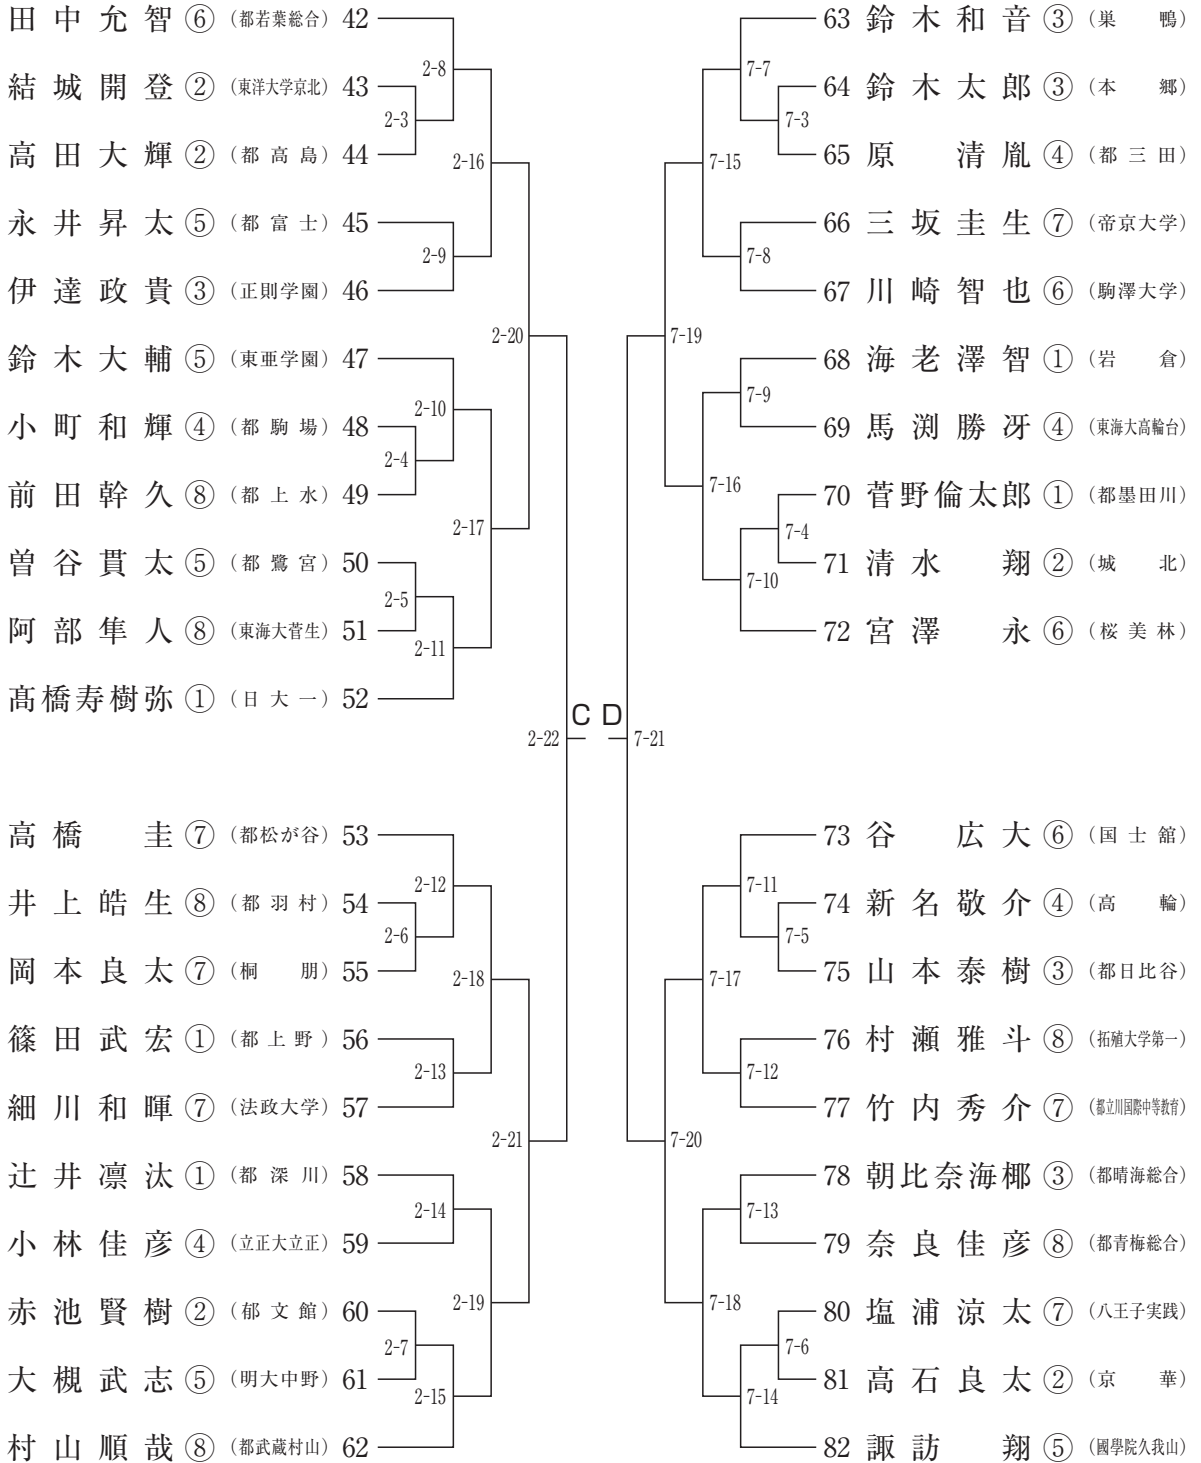 田中允智⑥（都若葉総合）42
2-8
結城開登②（東洋大学京北）43
2-3
高田大輝②（都高島）44
2-16
永井昇太⑤（都富士）45
2-9
伊達政貴③（正則学園）46
2-20
鈴木大輔⑤（東亜学園）47
2-10
小町和輝④（都駒場）48
2-4
前田幹久⑧（都上水）49
2-17
曽谷貫太⑤（都鷺宮）50
2-5
阿部隼人⑧（東海大菅生）51
2-11
髙橋寿樹弥①（日大一）52
2-22
C
高橋圭⑦（都松が谷）53
2-12
井上皓生⑧（都羽村）54
2-6
岡本良太⑦（桐朋）55
2-18
篠田武宏①（都上野）56
2-13
細川和暉⑦（法政大学）57
2-21
辻井凛汰①（都深川）58
2-14
小林佳彦④（立正大立正）59
2-19
赤池賢樹②（郁文館）60
2-7
大槻武志⑤（明大中野）61
2-15
村山順哉⑧（都武蔵村山）62
63 鈴木和音③（巣鴨）
7-7
64 鈴木太郎③（本郷）
7-3
65 原清胤④（都三田）
7-15
66 三坂圭生⑦（帝京大学）
7-8
67 川崎智也⑥（駒澤大学）
7-19
68 海老澤智①（岩倉）
7-9
69 馬渕勝冴④（東海大高輪台）
7-16
70 菅野倫太郎①（都墨田川）
7-4
71 清水翔②（城北）
7-10
72 宮澤永⑥（桜美林）
D
7-21
73 谷広大⑥（国士舘）
7-11
74 新名敬介④（高輪）
7-5
75 山本泰樹③（都日比谷）
7-17
76 村瀬雅斗⑧（拓殖大学第一）
7-12
77 竹内秀介⑦（都立川国際中等教育）
7-20
78 朝比奈海椰③（都晴海総合）
7-13
79 奈良佳彦⑧（都青梅総合）
7-18
80 塩浦涼太⑦（八王子実践）
7-6
81 高石良太②（京華）
7-14
82 諏訪翔⑤（國學院久我山）